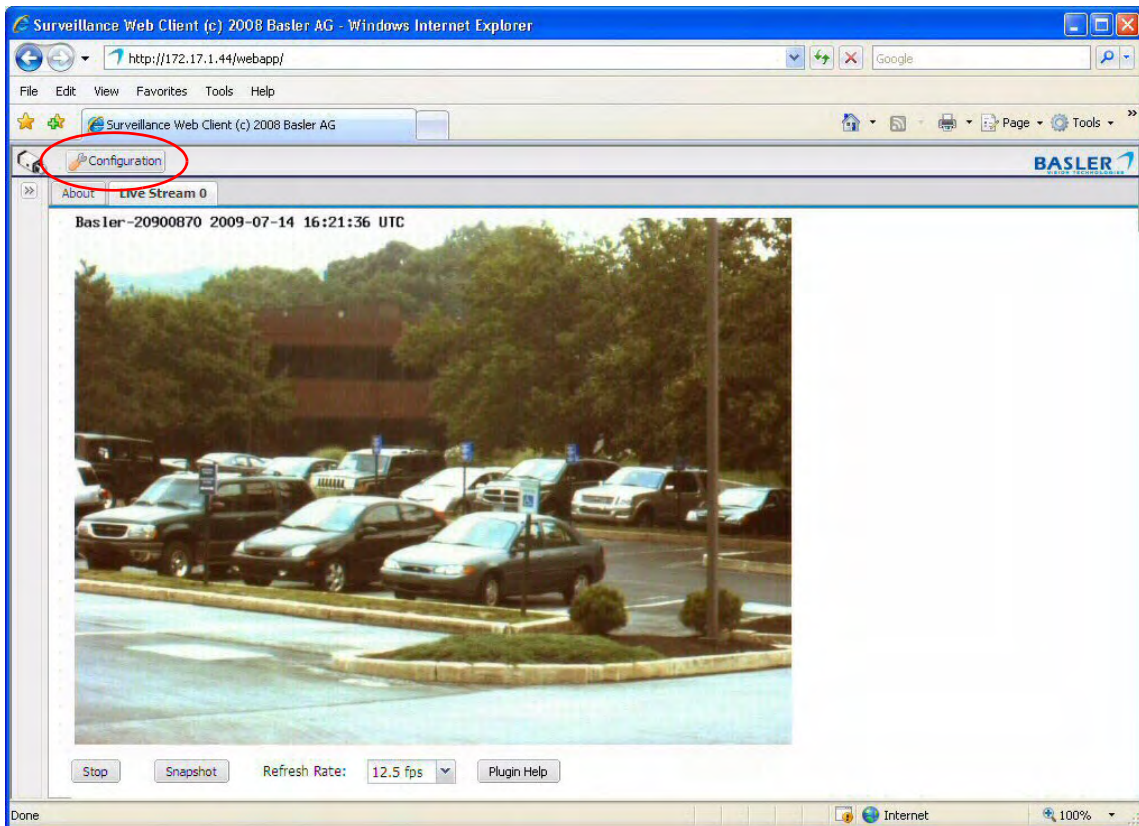 Surveillance Web Client (c) 2008 Basler AG - Windows Internet Explorer
http://172.17.1.44/webapp/
Google
File Edit View Favorites Tools Help
Surveillance Web Client (c) 2008 Basler AG
Page Tools
Configuration
BASLER
VISION TECHNOLOGIES
About Live Stream 0
Basler-20900870 2009-07-14 16:21:36 UTC
Stop Snapshot Refresh Rate: 12.5 fps Plugin Help
Done Internet 100%